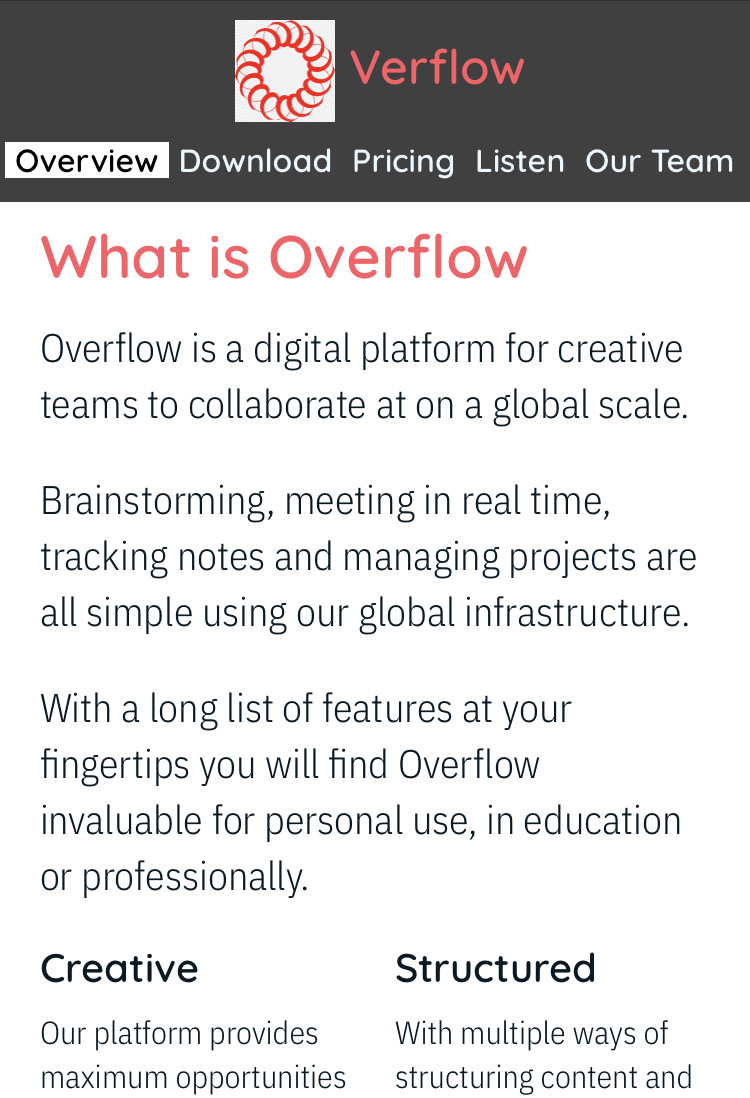 Verflow
Overview Download Pricing Listen Our Team
What is Overflow
Overflow is a digital platform for creative
teams to collaborate at on a global scale.
Brainstorming, meeting in real time,
tracking notes and managing projects are
all simple using our global infrastructure.
With a long list of features at your
fingertips you will find Overflow
invaluable for personal use, in education
or professionally.
Creative
Our platform provides
maximum opportunities
Structured
With multiple ways of
structuring content and